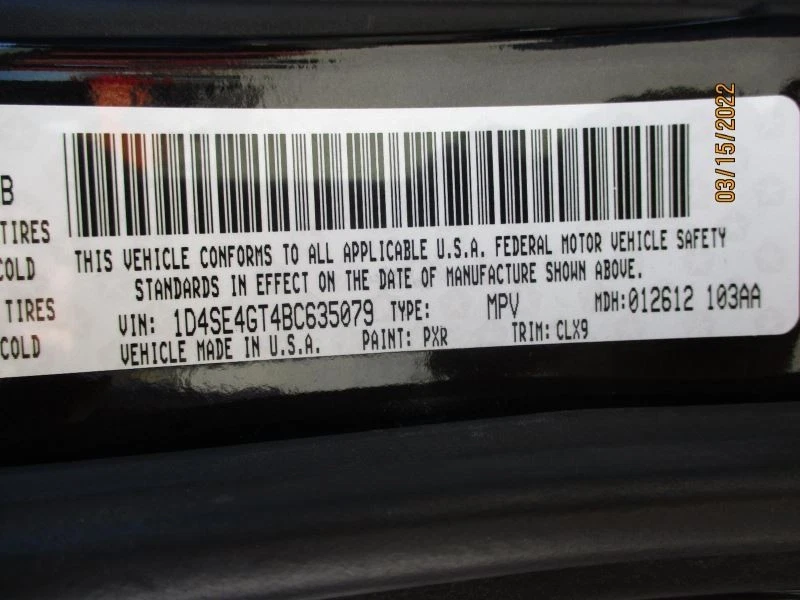 03/15/2022
B
TIRES
COLD
TIRES
COLD
THIS VEHICLE CONFORMS TO ALL APPLICABLE U.S.A. FEDERAL MOTOR VEHICLE SAFETY
STANDARDS IN EFFECT ON THE DATE OF MANUFACTURE SHOWN ABOVE.
VIN: 1D4SE4GT4BC635079 TYPE: MPV MDH:012612 103AA
VEHICLE MADE IN U.S.A. PAINT: PXR TRIM: CLX9